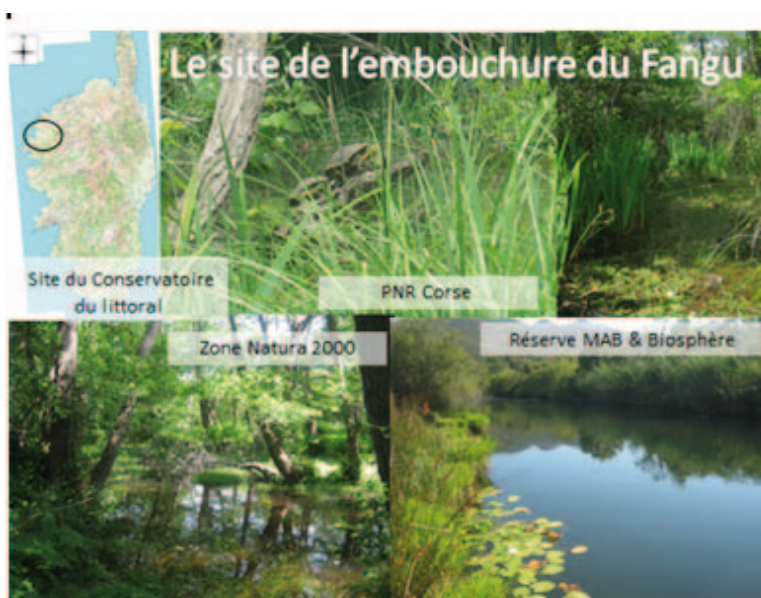 Le site de l'embouchure du Fangu
Site du Conservatoire
du littoral
PNR Corse
Zone Natura 2000
Réserve MAB & Biosphère